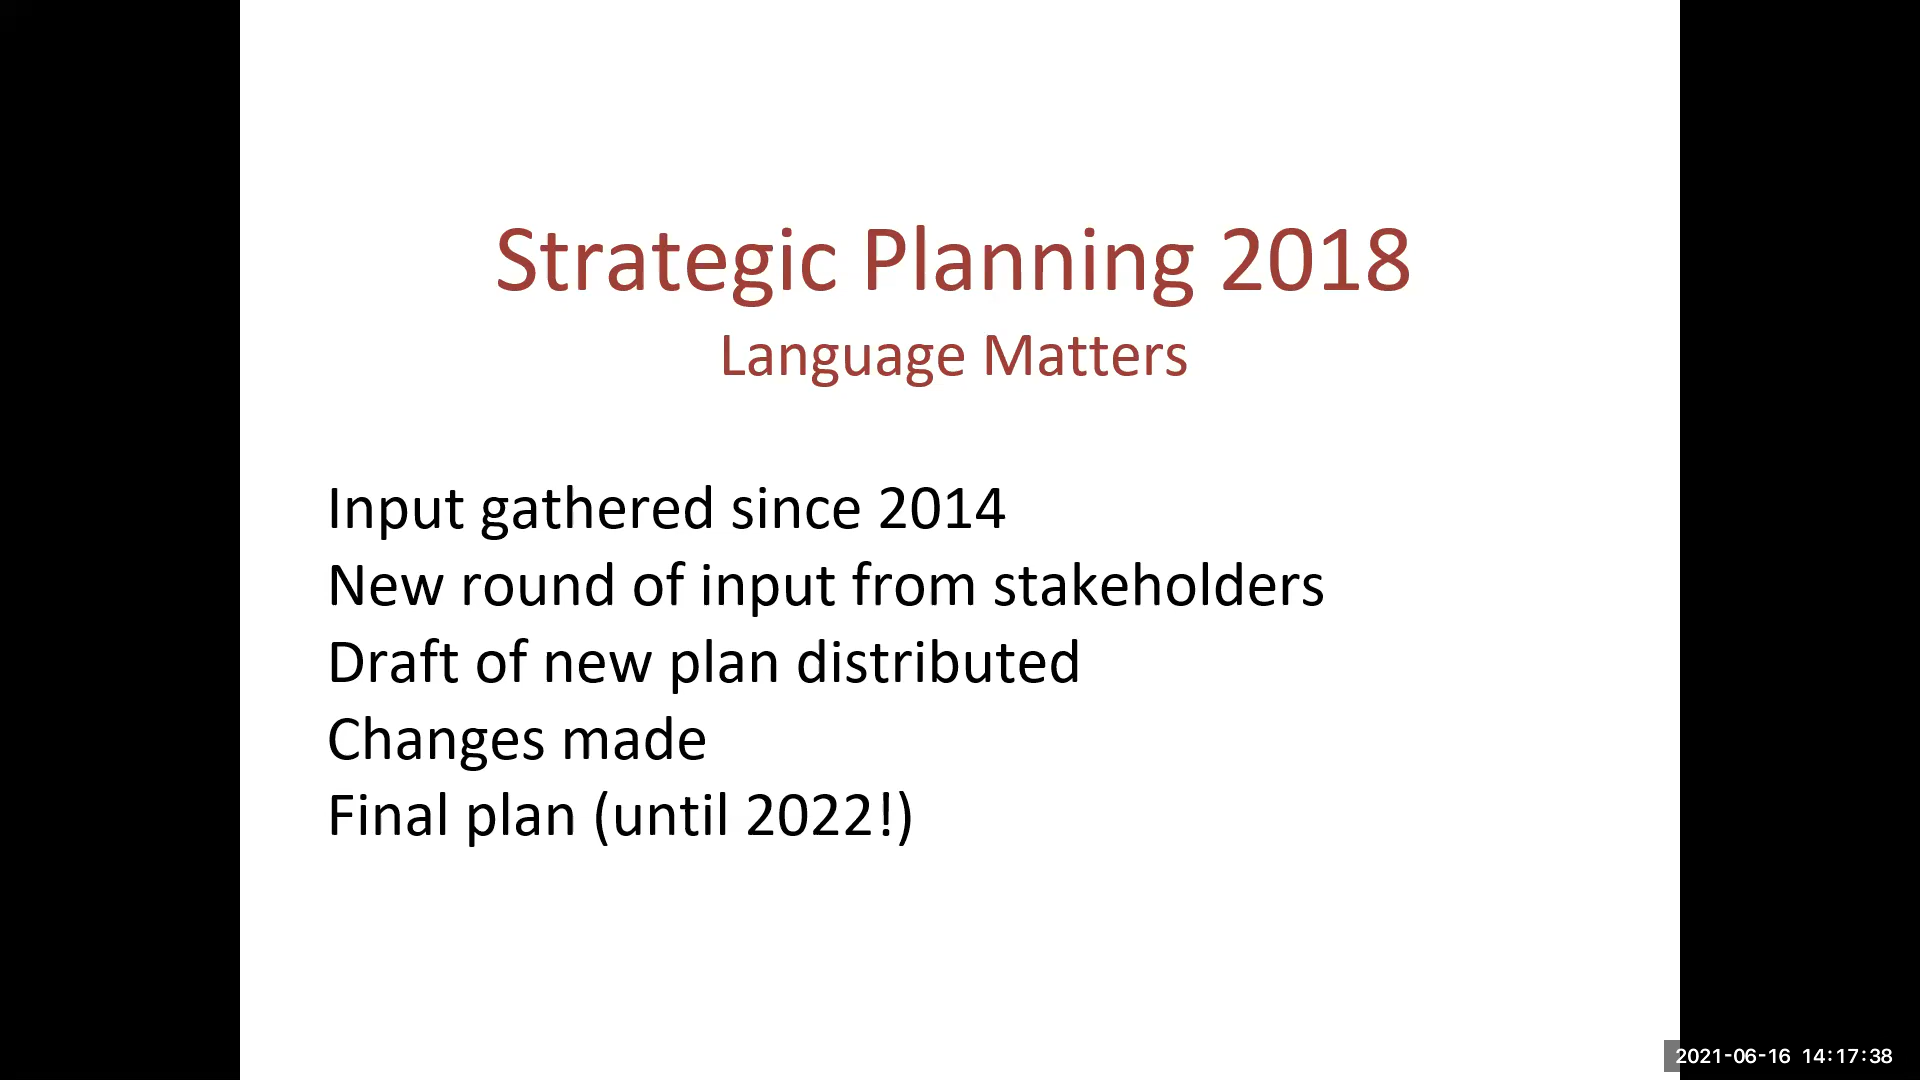 Strategic Planning 2018
Language Matters
Input gathered since 2014
New round of input from stakeholders
Draft of new plan distributed
Changes made
Final plan (until 2022!)
2021-06-16 14:17:38